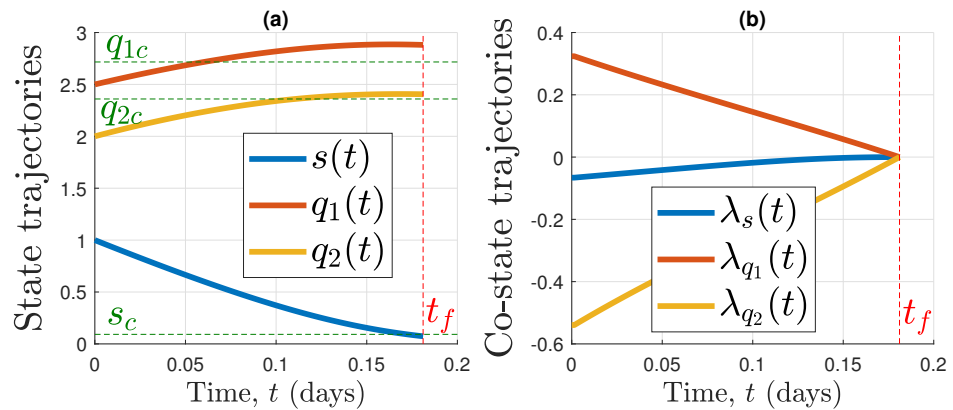 (a)
State trajectories
3
2.5
2
1.5
1
0.5
0
q1c
q2c
sc
s(t)
q1(t)
q2(t)
tf
0
0.05
0.1
0.15
0.2
Time, t (days)
(b)
Co-state trajectories
0.4
0.2
0
-0.2
-0.4
-0.6
λs(t)
λq1(t)
λq2(t)
tf
0
0.05
0.1
0.15
0.2
Time, t (days)